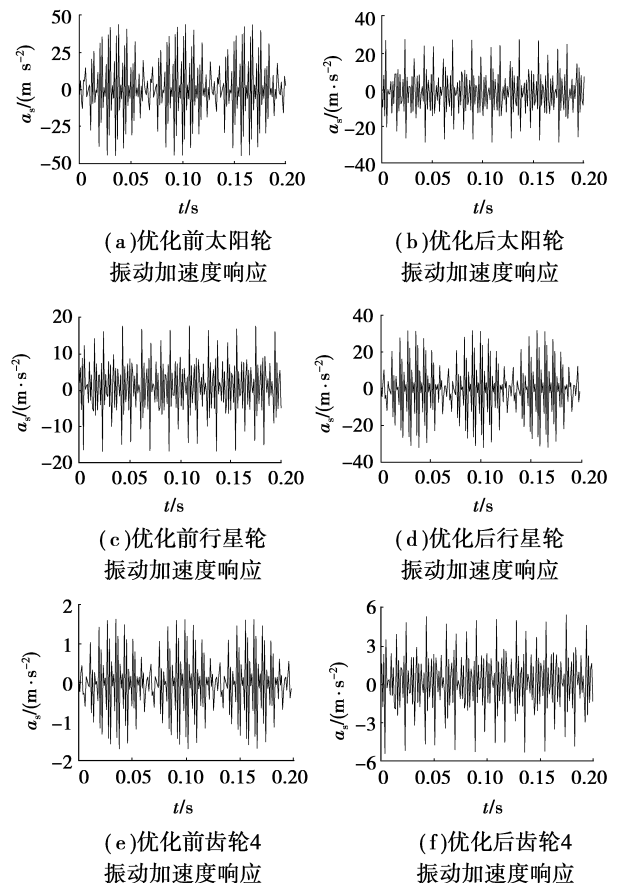 50
25
0
−25
−50
a_s/(m s⁻²)
0 0.05 0.10 0.15 0.20
t/s
(a)优化前太阳轮
振动加速度响应
40
20
0
−20
−40
a_s/(m·s⁻²)
0 0.05 0.10 0.15 0.20
t/s
(b)优化后太阳轮
振动加速度响应
20
10
0
−10
−20
a_s/(m·s⁻²)
0 0.05 0.10 0.15 0.20
t/s
(c)优化前行星轮
振动加速度响应
40
20
0
−20
−40
a_s/(m·s⁻²)
0 0.05 0.10 0.15 0.20
t/s
(d)优化后行星轮
振动加速度响应
2
1
0
−1
−2
a_s/(m·s⁻²)
0 0.05 0.10 0.15 0.20
t/s
(e)优化前齿轮4
振动加速度响应
6
3
0
−3
−6
a_s/(m·s⁻²)
0 0.05 0.10 0.15 0.20
t/s
(f)优化后齿轮4
振动加速度响应